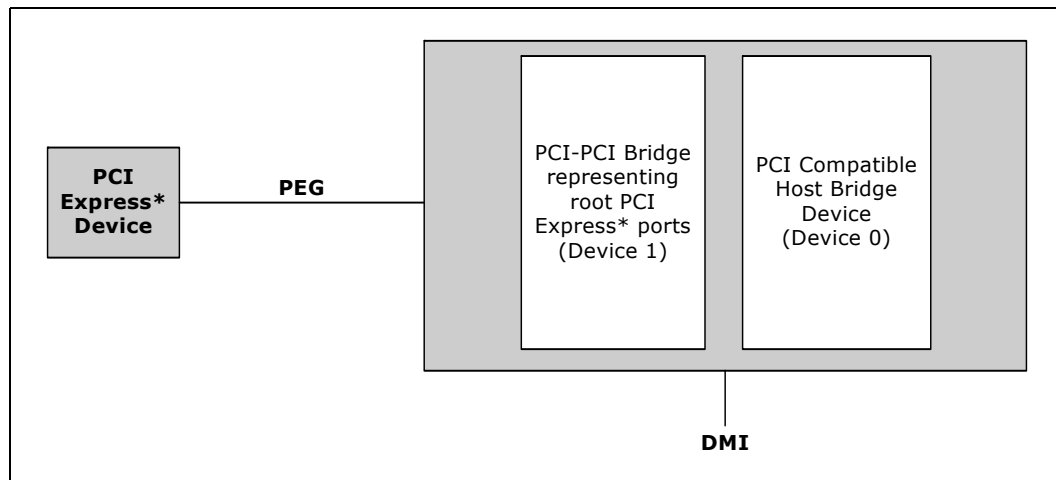 PCI
Express*
Device
PEG
PCI-PCI Bridge
representing
root PCI
Express* ports
(Device 1)
PCI Compatible
Host Bridge
Device
(Device 0)
DMI